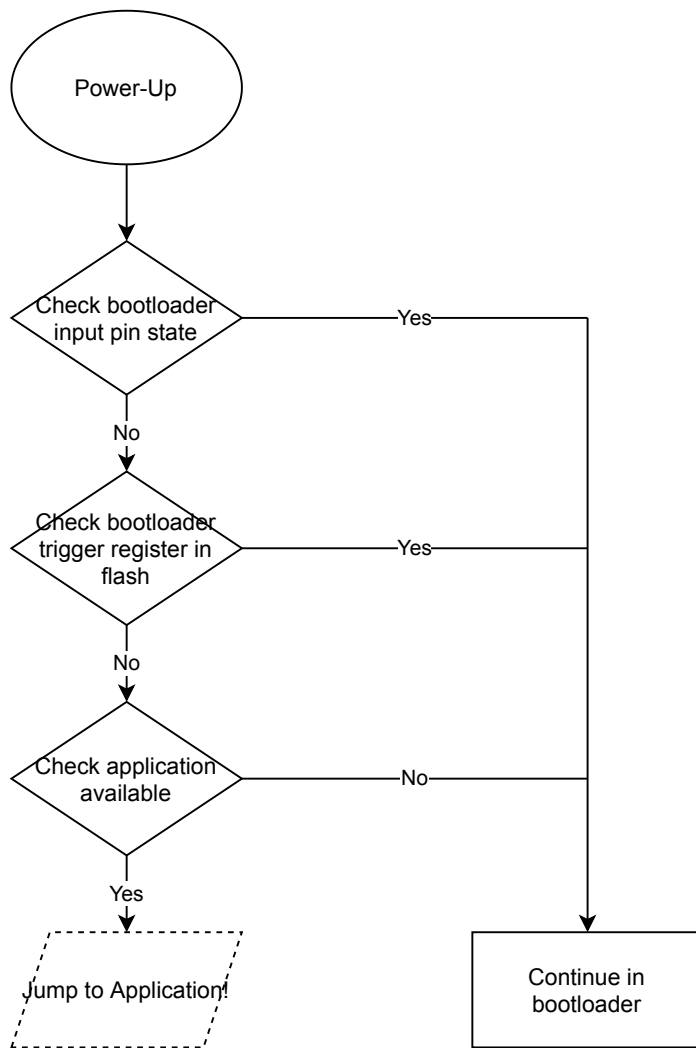 Power-Up
Check bootloader
input pin state
Yes
No
Check bootloader
trigger register in
flash
Yes
No
Check application
available
No
Yes
Jump to Application!
Continue in
bootloader